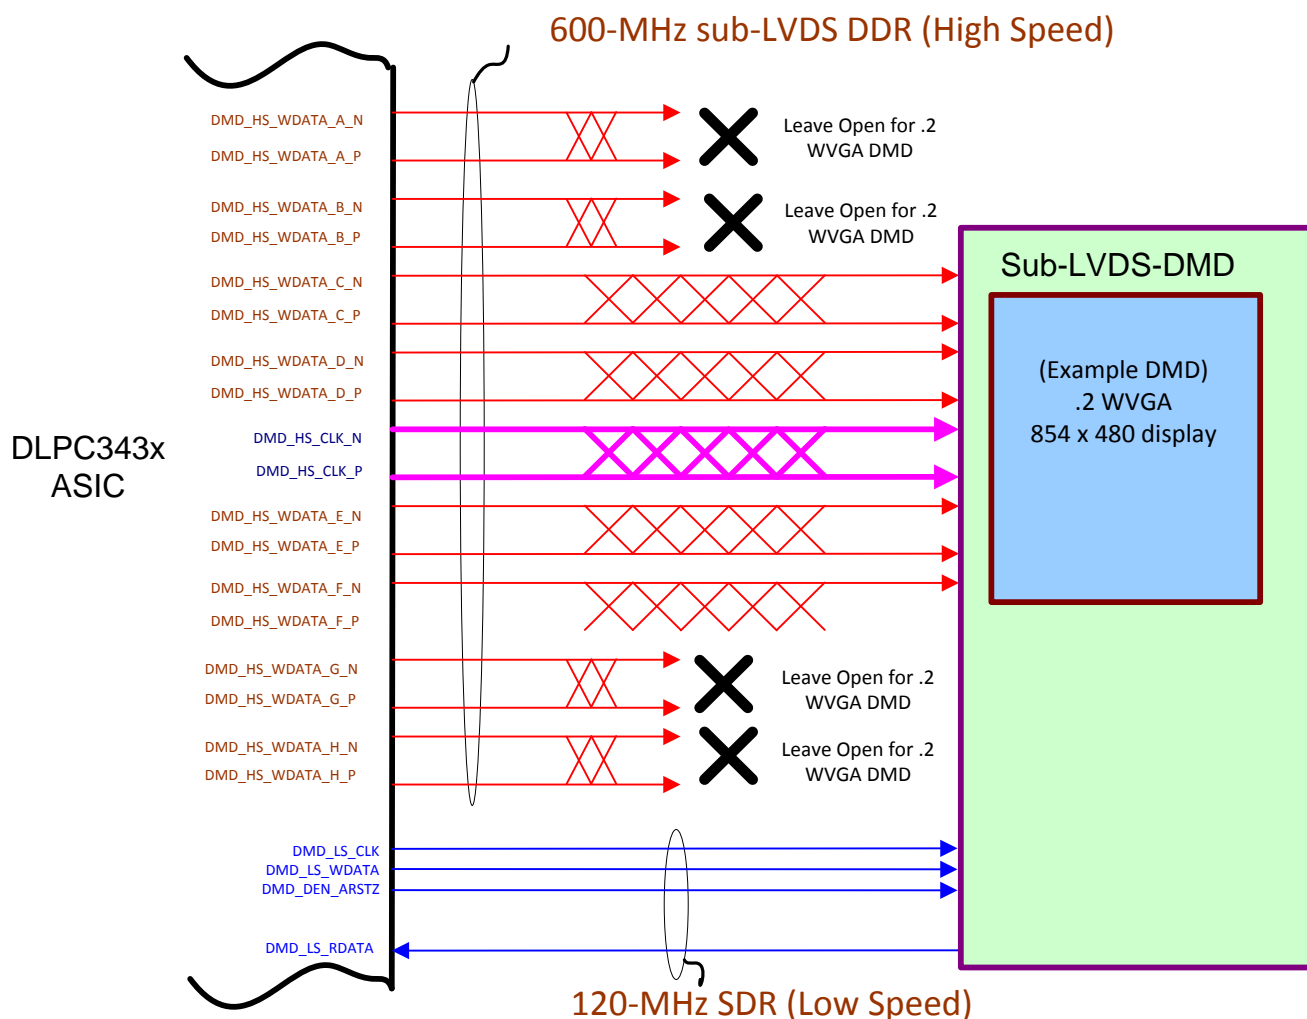 600-MHz sub-LVDS DDR (High Speed)
DMD_HS_WDATA_A_N
DMD_HS_WDATA_A_P
Leave Open for .2
WVGA DMD
DMD_HS_WDATA_B_N
DMD_HS_WDATA_B_P
Leave Open for .2
WVGA DMD
DMD_HS_WDATA_C_N
DMD_HS_WDATA_C_P
DMD_HS_WDATA_D_N
DMD_HS_WDATA_D_P
DMD_HS_CLK_N
DMD_HS_CLK_P
DLPC343x
ASIC
Sub-LVDS-DMD
(Example DMD)
.2 WVGA
854 x 480 display
DMD_HS_WDATA_E_N
DMD_HS_WDATA_E_P
DMD_HS_WDATA_F_N
DMD_HS_WDATA_F_P
DMD_HS_WDATA_G_N
DMD_HS_WDATA_G_P
Leave Open for .2
WVGA DMD
DMD_HS_WDATA_H_N
DMD_HS_WDATA_H_P
Leave Open for .2
WVGA DMD
DMD_LS_CLK
DMD_LS_WDATA
DMD_DEN_ARSTZ
DMD_LS_RDATA
120-MHz SDR (Low Speed)